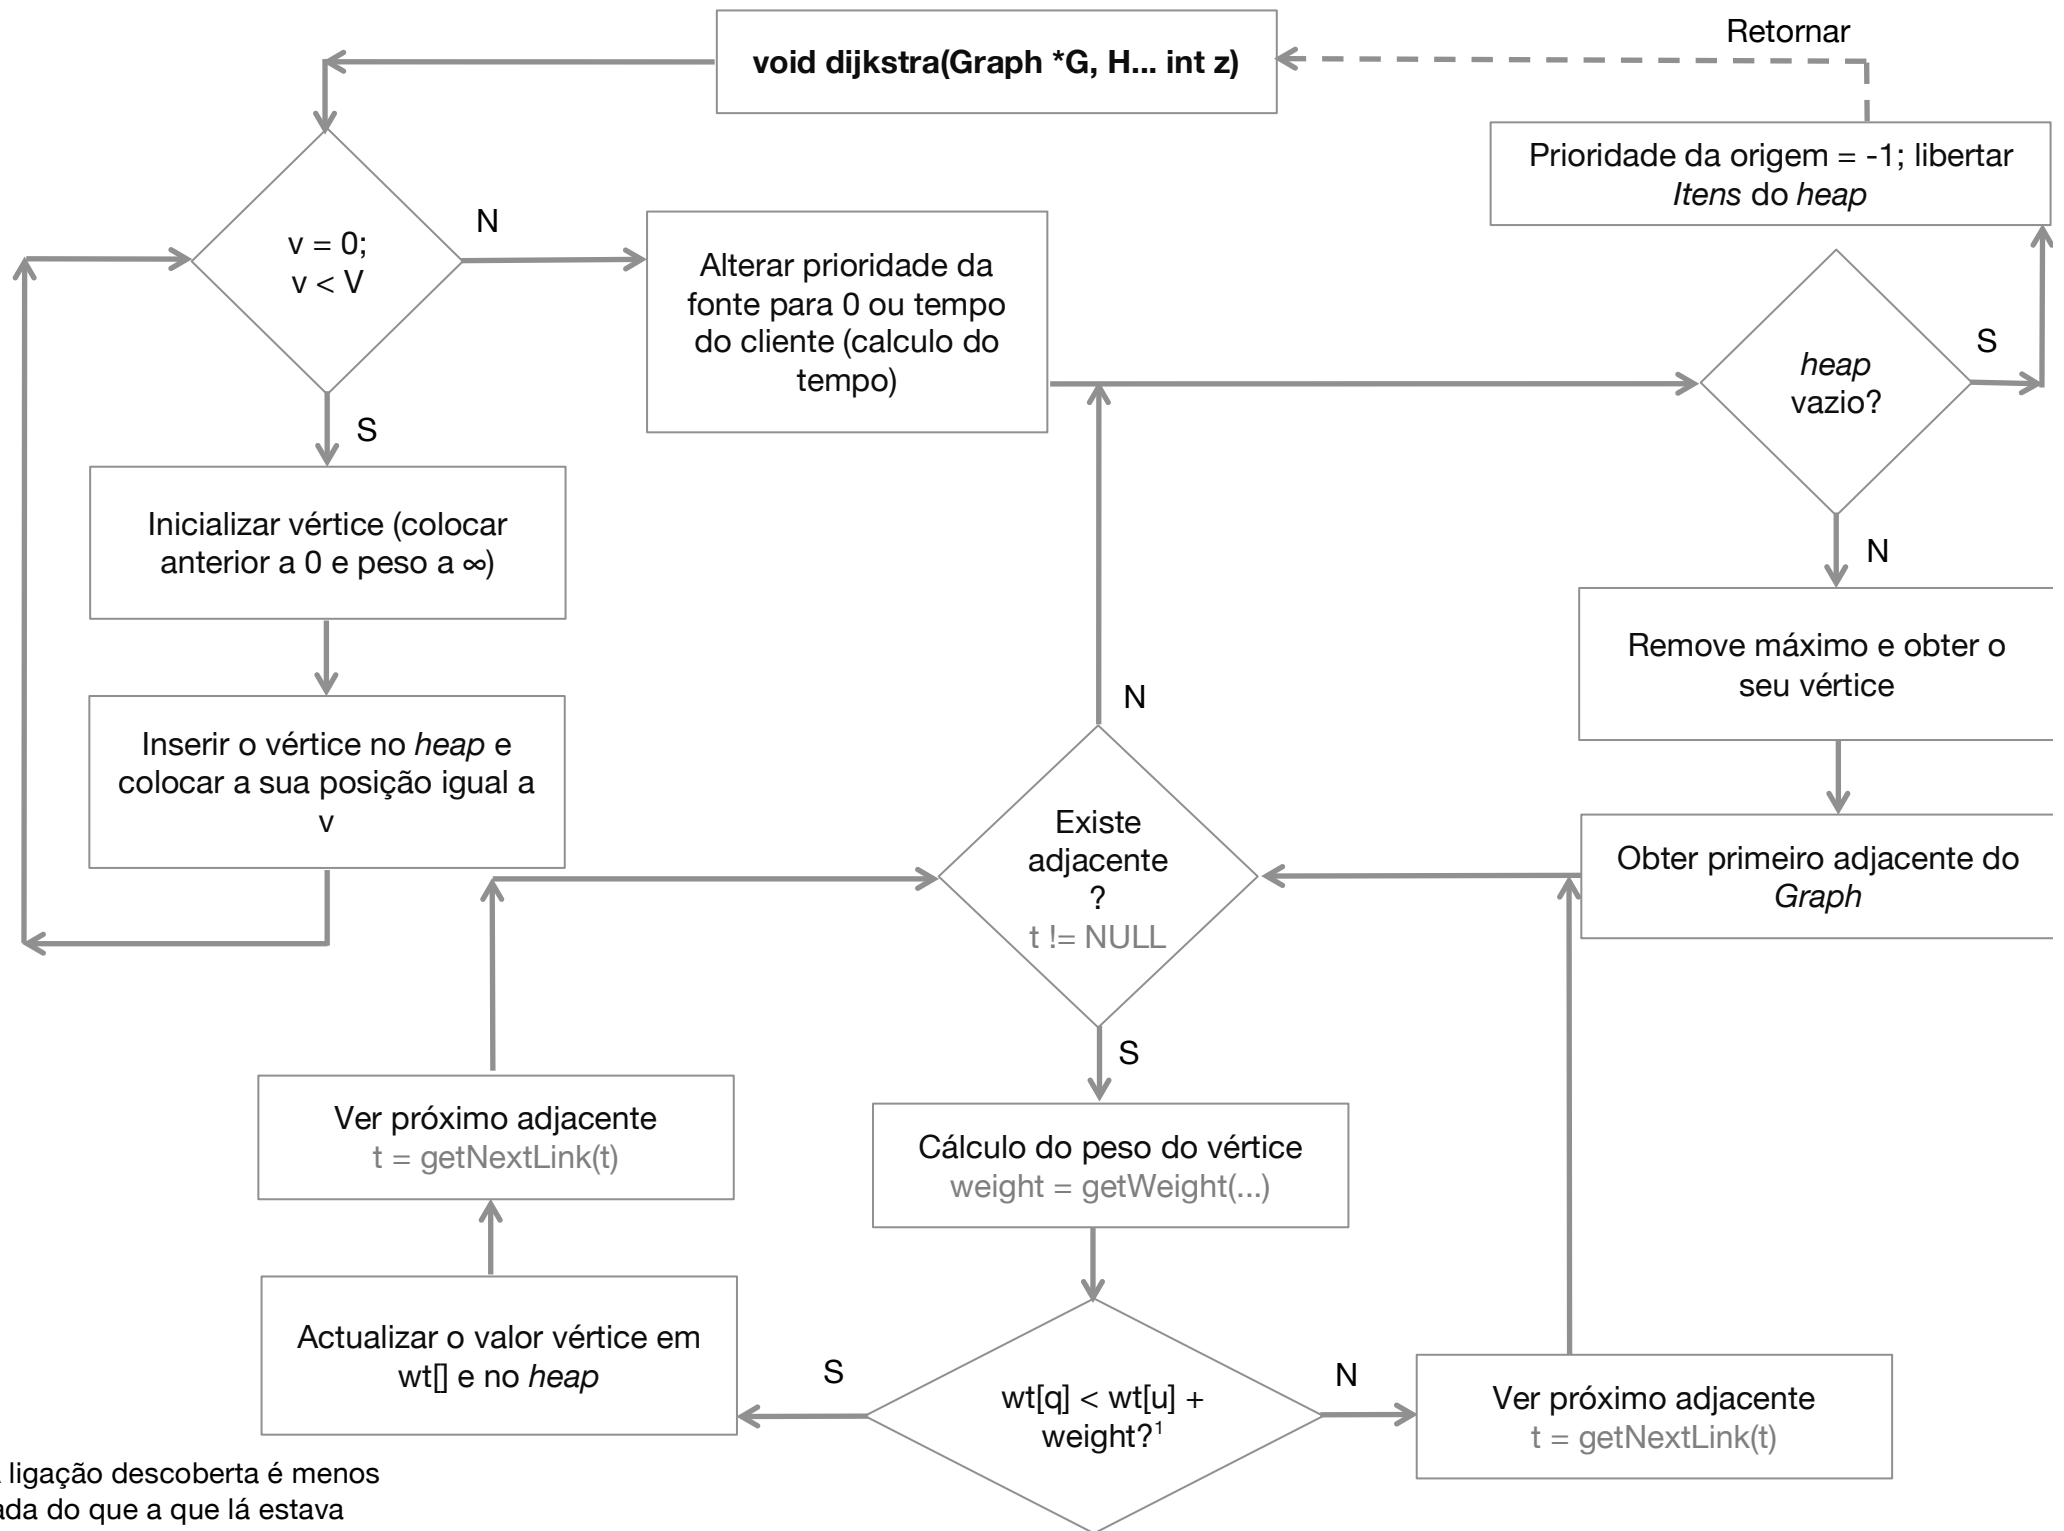 Retornar
void dijkstra(Graph *G, H... int z)
Prioridade da origem = -1; libertar
Itens do heap
N
v = 0;
v < V
Alterar prioridade da
fonte para 0 ou tempo
do cliente (calculo do
tempo)
heap
vazio?
S
S
N
Inicializar vértice (colocar
anterior a 0 e peso a ∞)
Remove máximo e obter o
seu vértice
Inserir o vértice no heap e
colocar a sua posição igual a
v
N
Existe
adjacente
?
t != NULL
Obter primeiro adjacente do
Graph
S
Ver próximo adjacente
t = getNextLink(t)
Cálculo do peso do vértice
weight = getWeight(...)
Actualizar o valor vértice em
wt[] e no heap
S
wt[q] < wt[u] +
weight?¹
N
Ver próximo adjacente
t = getNextLink(t)
ligação descoberta é menos
do que a que lá estava